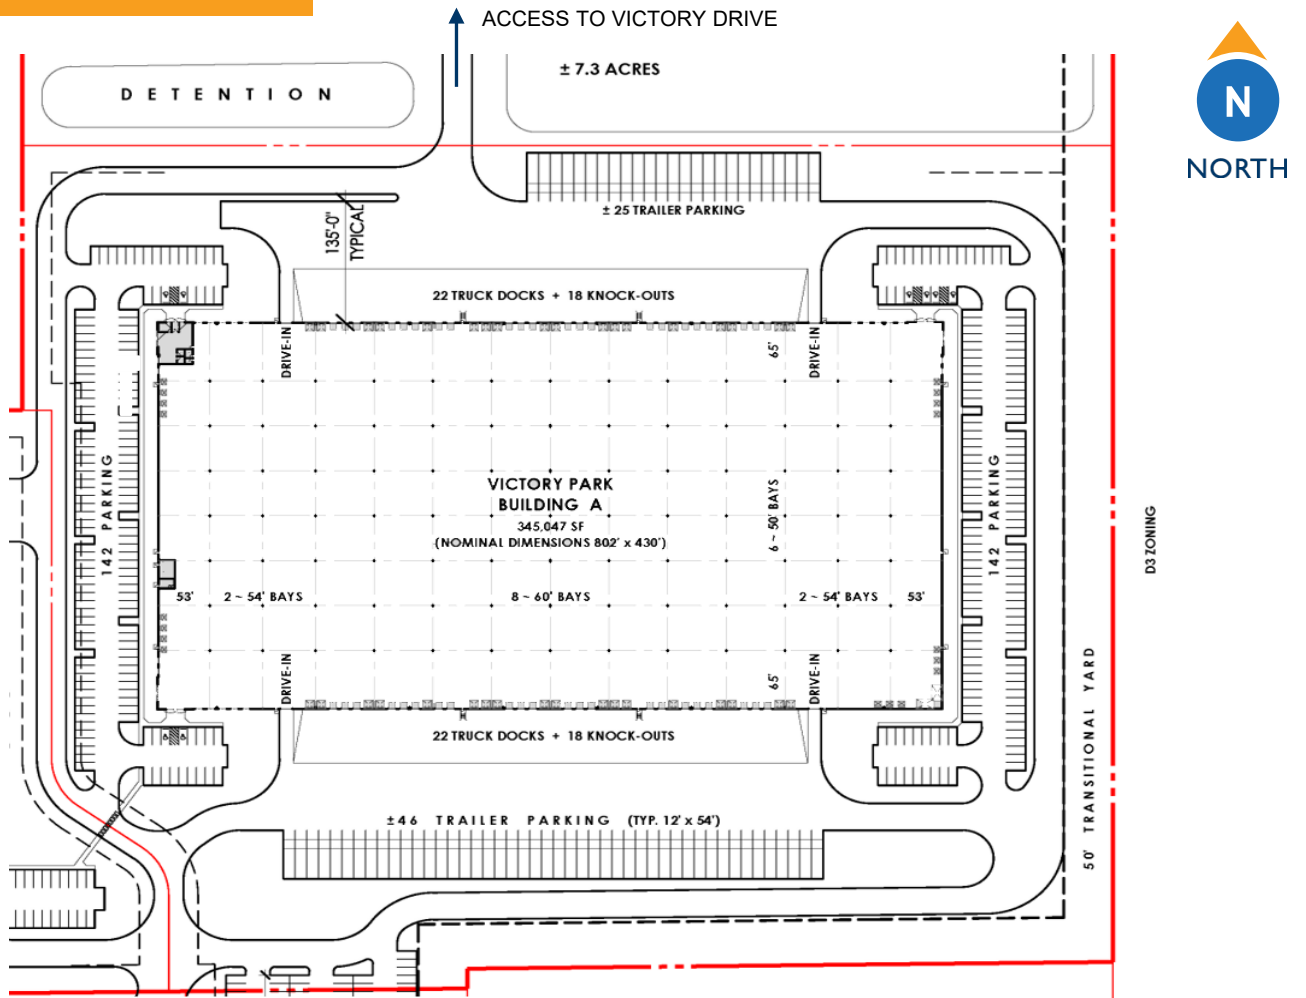 ACCESS TO VICTORY DRIVE
± 7.3 ACRES
DETENTION
N
NORTH
± 25 TRAILER PARKING
135'-0"
TYPICAL
22 TRUCK DOCKS + 18 KNOCK-OUTS
DRIVE-IN
65'
DRIVE-IN
142 PARKING
VICTORY PARK
BUILDING A
345,047 SF
(NOMINAL DIMENSIONS 802' x 430')
6 ~ 50' BAYS
142 PARKING
D3 ZONING
53'
2 ~ 54' BAYS
8 ~ 60' BAYS
2 ~ 54' BAYS
53'
DRIVE-IN
65'
DRIVE-IN
22 TRUCK DOCKS + 18 KNOCK-OUTS
50' TRANSITIONAL YARD
±46 TRAILER PARKING (TYP. 12' x 54')